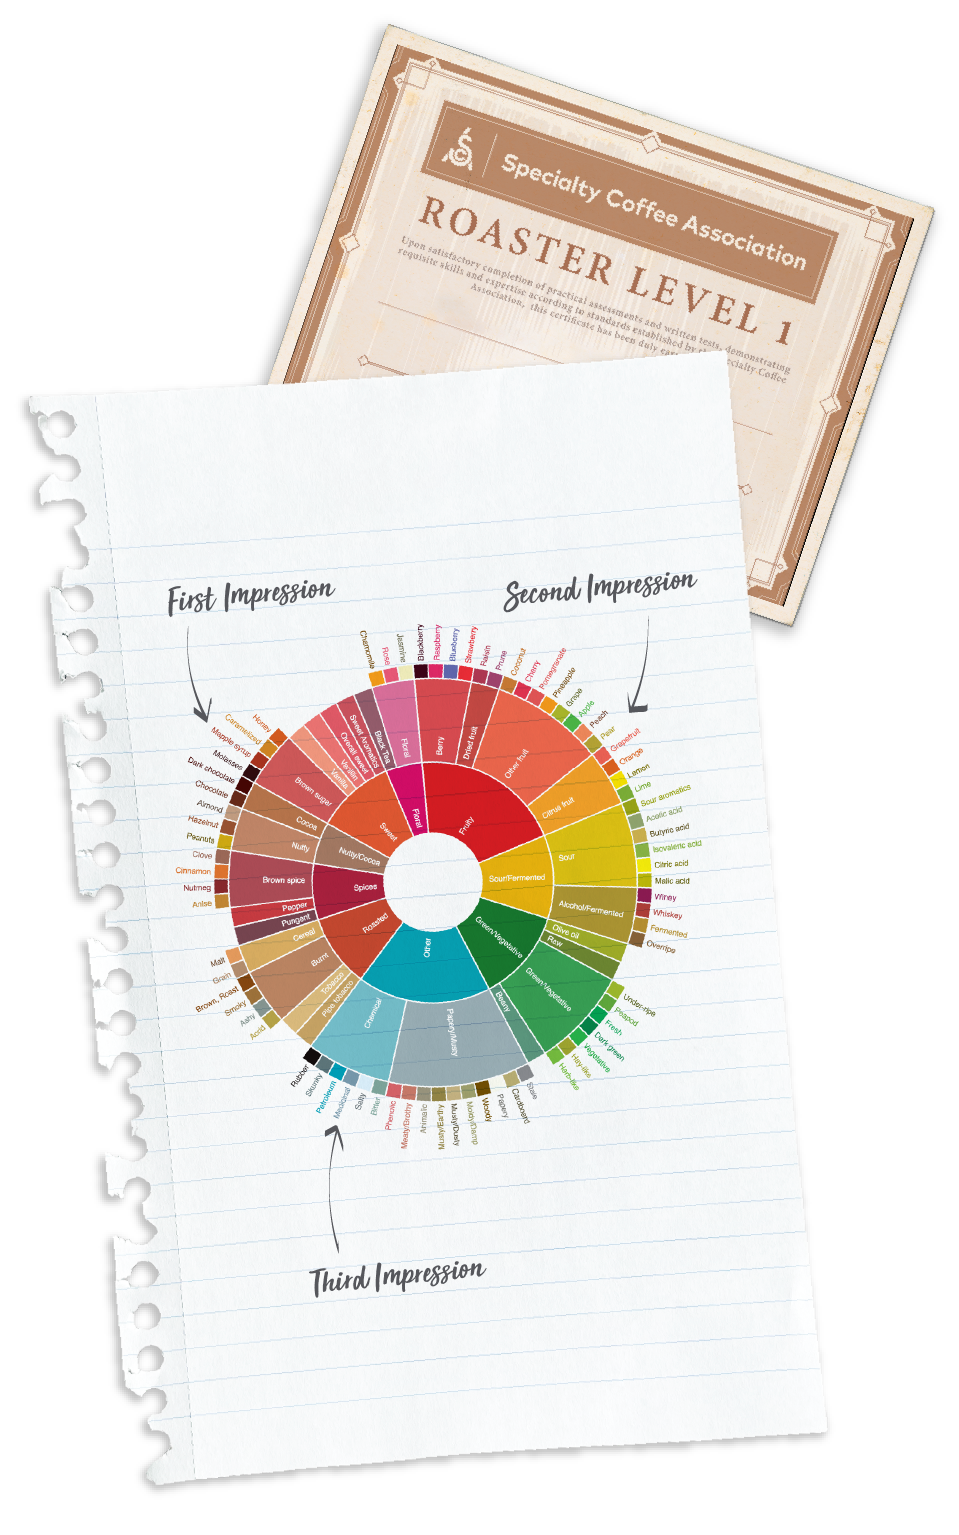 Specialty Coffee Association
ROASTER LEVEL 1
Upon satisfactory completion of practical assessments and written tests, demonstrating
requisite skills and expertise according to standards established by the Specialty Coffee
Association, this certificate has been duly
First Impression
Second Impression
Chamomile
Rose
Jasmine
Blackberry
Raspberry
Blueberry
Strawberry
Raisin
Prune
Coconut
Cherry
Pomegranate
Pineapple
Grape
Apple
Peach
Pear
Grapefruit
Orange
Lemon
Lime
Sour aromatics
Acetic acid
Butyric acid
Isovaleric acid
Citric acid
Malic acid
Winey
Whiskey
Fermented
Overripe
Under-ripe
Peapod
Fresh
Dark green
Vegetative
Hay-like
Herb-like
Stale
Cardboard
Papery
Woody
Moldy/Damp
Musty/Dusty
Musty/Earthy
Animalic
Meaty/Brothy
Phenolic
Bitter
Salty
Medicinal
Petroleum
Skunky
Rubber
Acrid
Ashy
Smoky
Brown, Roast
Grain
Malt
Anise
Nutmeg
Cinnamon
Clove
Peanuts
Hazelnut
Almond
Chocolate
Dark chocolate
Molasses
Mapple syrup
Caramelized
Honey
Floral
Berry
Dried fruit
Other fruit
Citrus fruit
Sour
Alcohol/Fermented
Olive oil
Raw
Green/Vegetative
Beany
Papery/Musty
Chemical
Pipe tobacco
Tobacco
Burnt
Cereal
Pungent
Pepper
Brown spice
Nutty
Cocoa
Brown sugar
Vanilla
Vanillin
Overall sweet
Sweet Aromatics
Black Tea
Floral
Fruity
Sour/Fermented
Green/Vegetative
Other
Roasted
Spices
Nutty/Cocoa
Sweet
Third Impression